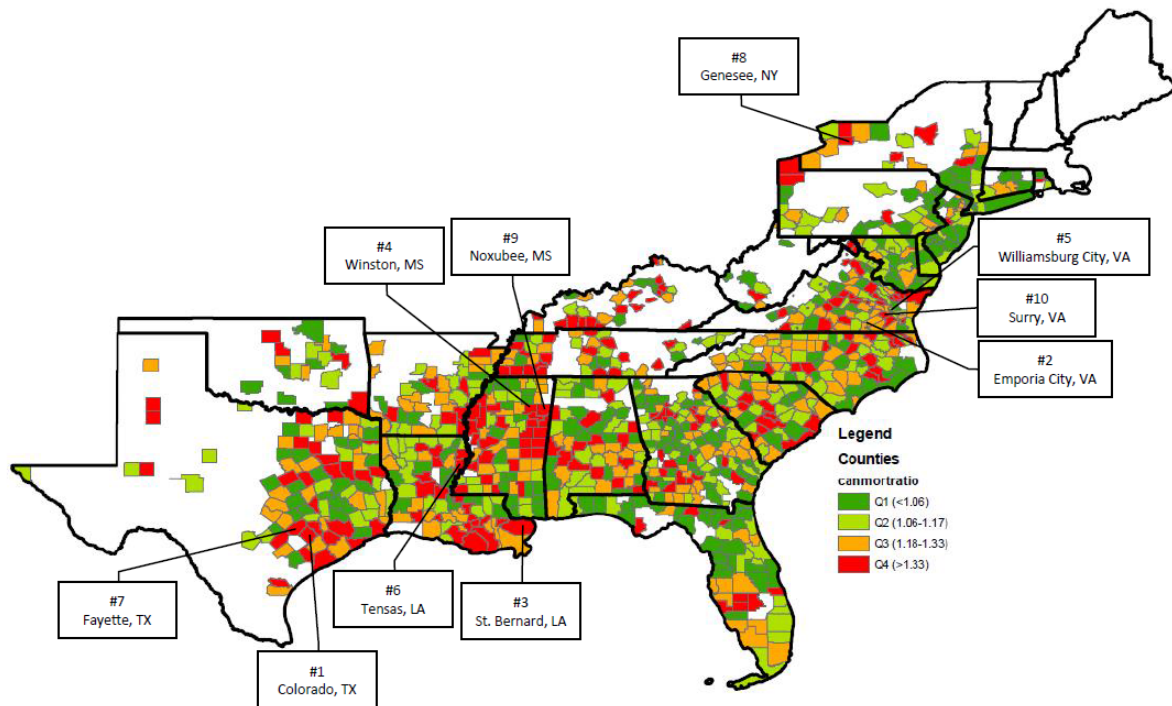 #8
Genesee, NY
#4
Winston, MS
#9
Noxubee, MS
#5
Williamsburg City, VA
#10
Surry, VA
#2
Emporia City, VA
Legend
Counties
canmortratio
Q1 (<1.06)
Q2 (1.06-1.17)
Q3 (1.18-1.33)
Q4 (>1.33)
#7
Fayette, TX
#6
Tensas, LA
#3
St. Bernard, LA
#1
Colorado, TX